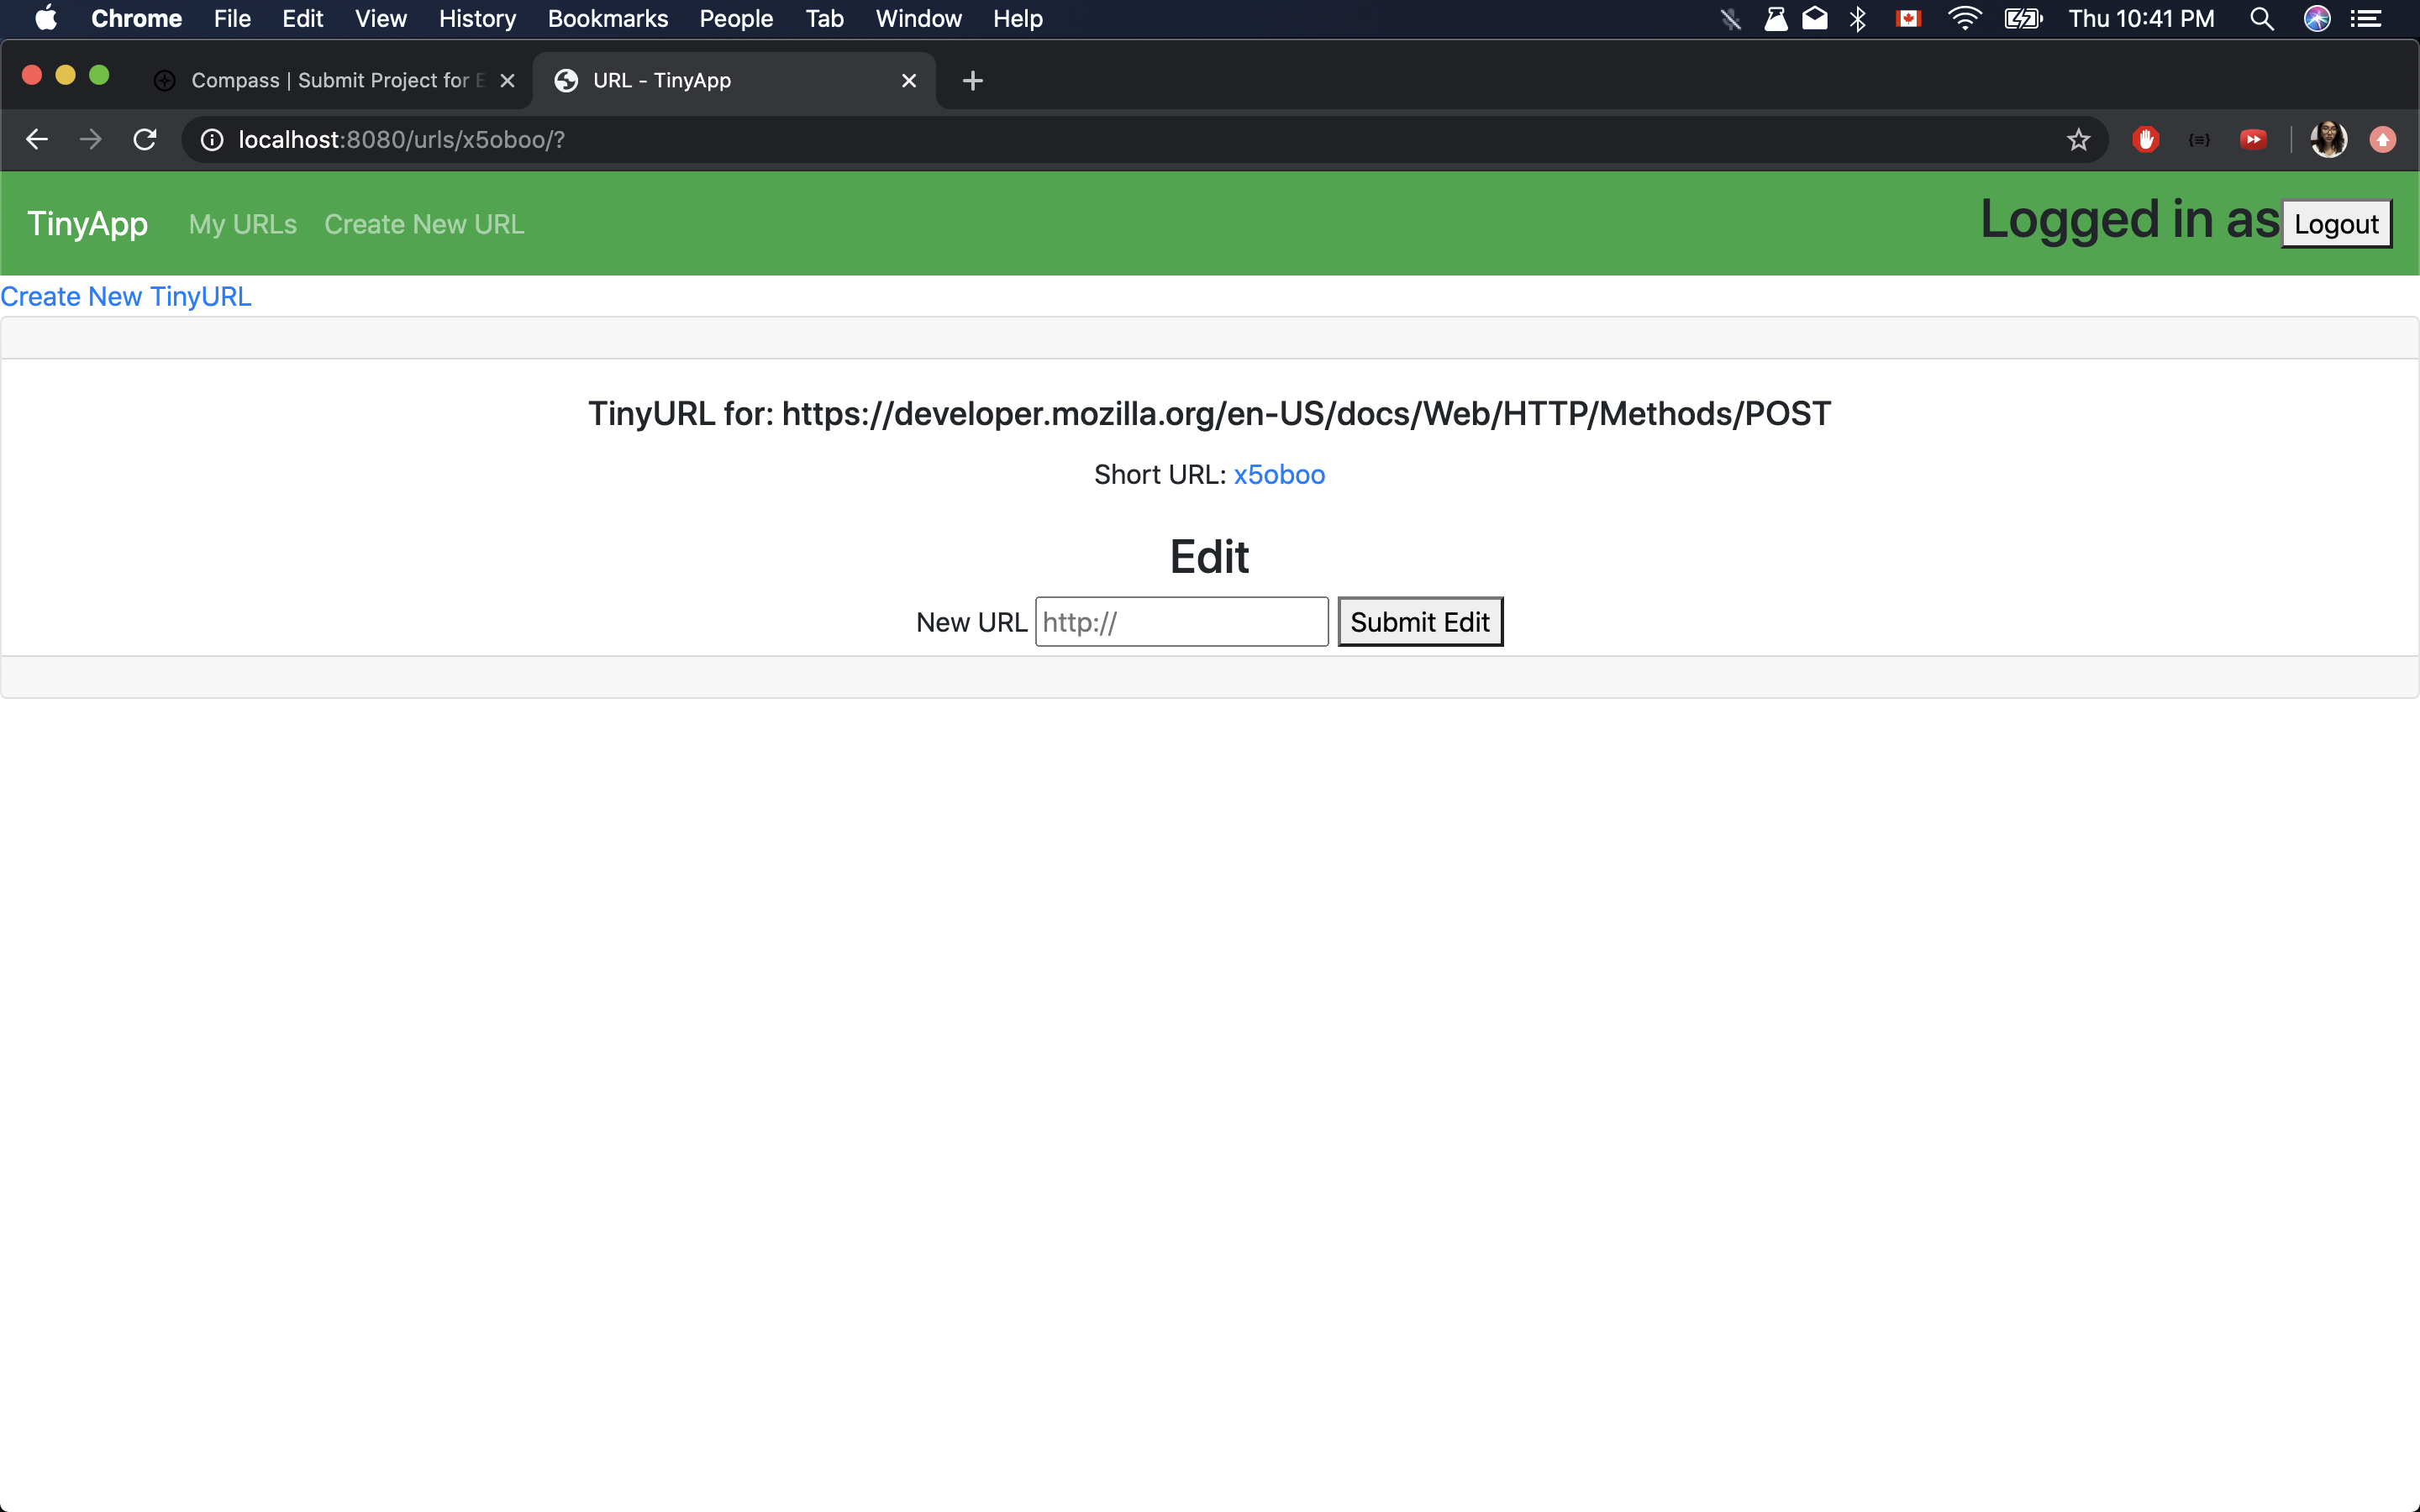 Chrome File Edit View History Bookmarks People Tab Window Help Thu 10:41 PM
Compass | Submit Project for E URL - TinyApp
localhost:8080/urls/x5oboo/?
TinyApp My URLs Create New URL Logged in as Logout
Create New TinyURL
TinyURL for: https://developer.mozilla.org/en-US/docs/Web/HTTP/Methods/POST
Short URL: x5oboo
Edit
New URL http:// Submit Edit